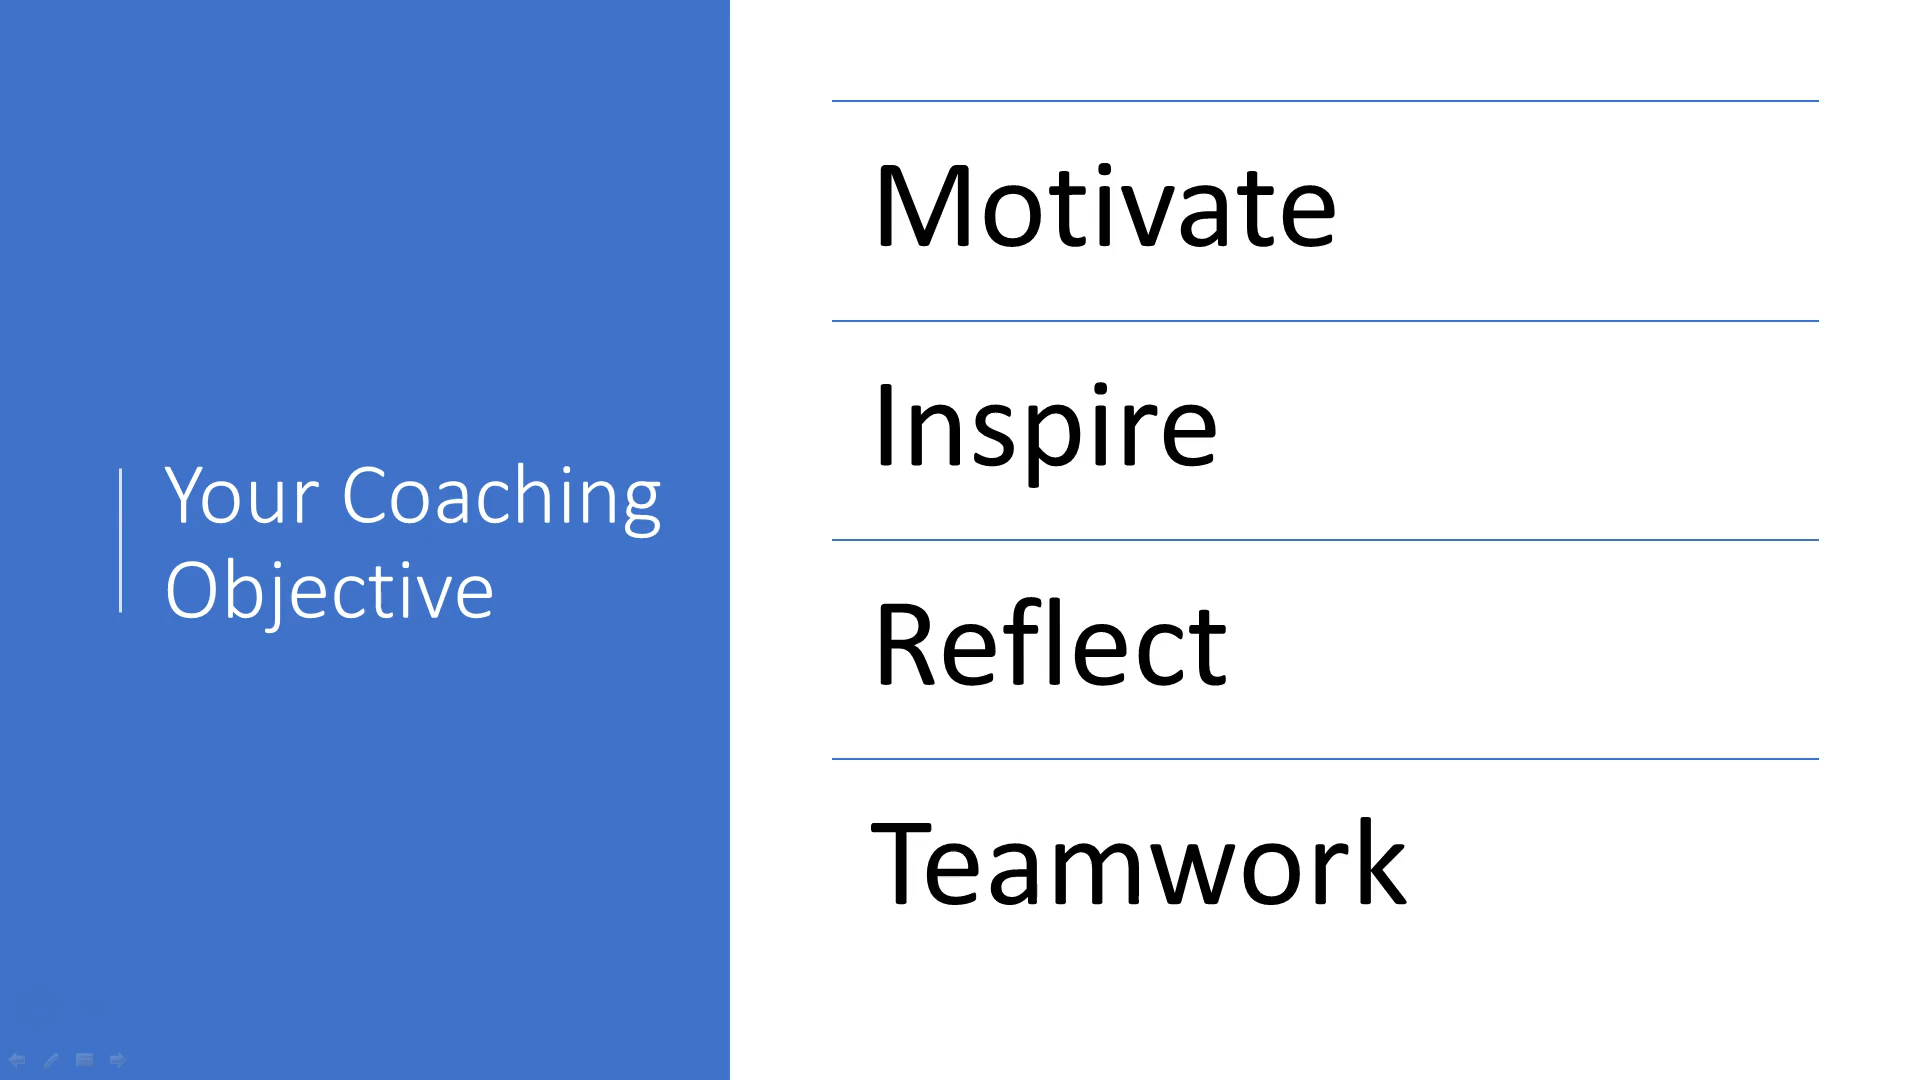 Your Coaching
Objective
Motivate
Inspire
Reflect
Teamwork